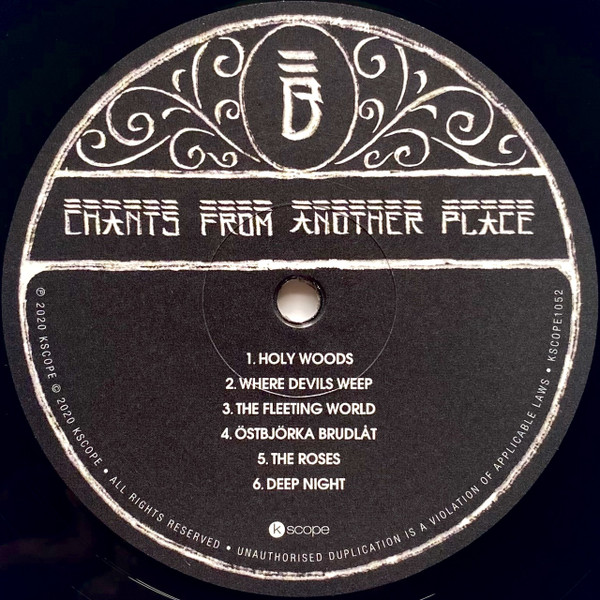 B
CHANTS FROM ANOTHER PLACE
1. HOLY WOODS
2. WHERE DEVILS WEEP
3. THE FLEETING WORLD
4. ÖSTBJÖRKA BRUDLÅT
5. THE ROSES
6. DEEP NIGHT
kscope
℗ 2020 KSCOPE © 2020 KSCOPE • ALL RIGHTS RESERVED • UNAUTHORISED DUPLICATION IS A VIOLATION OF APPLICABLE LAWS • KSCOPE1052